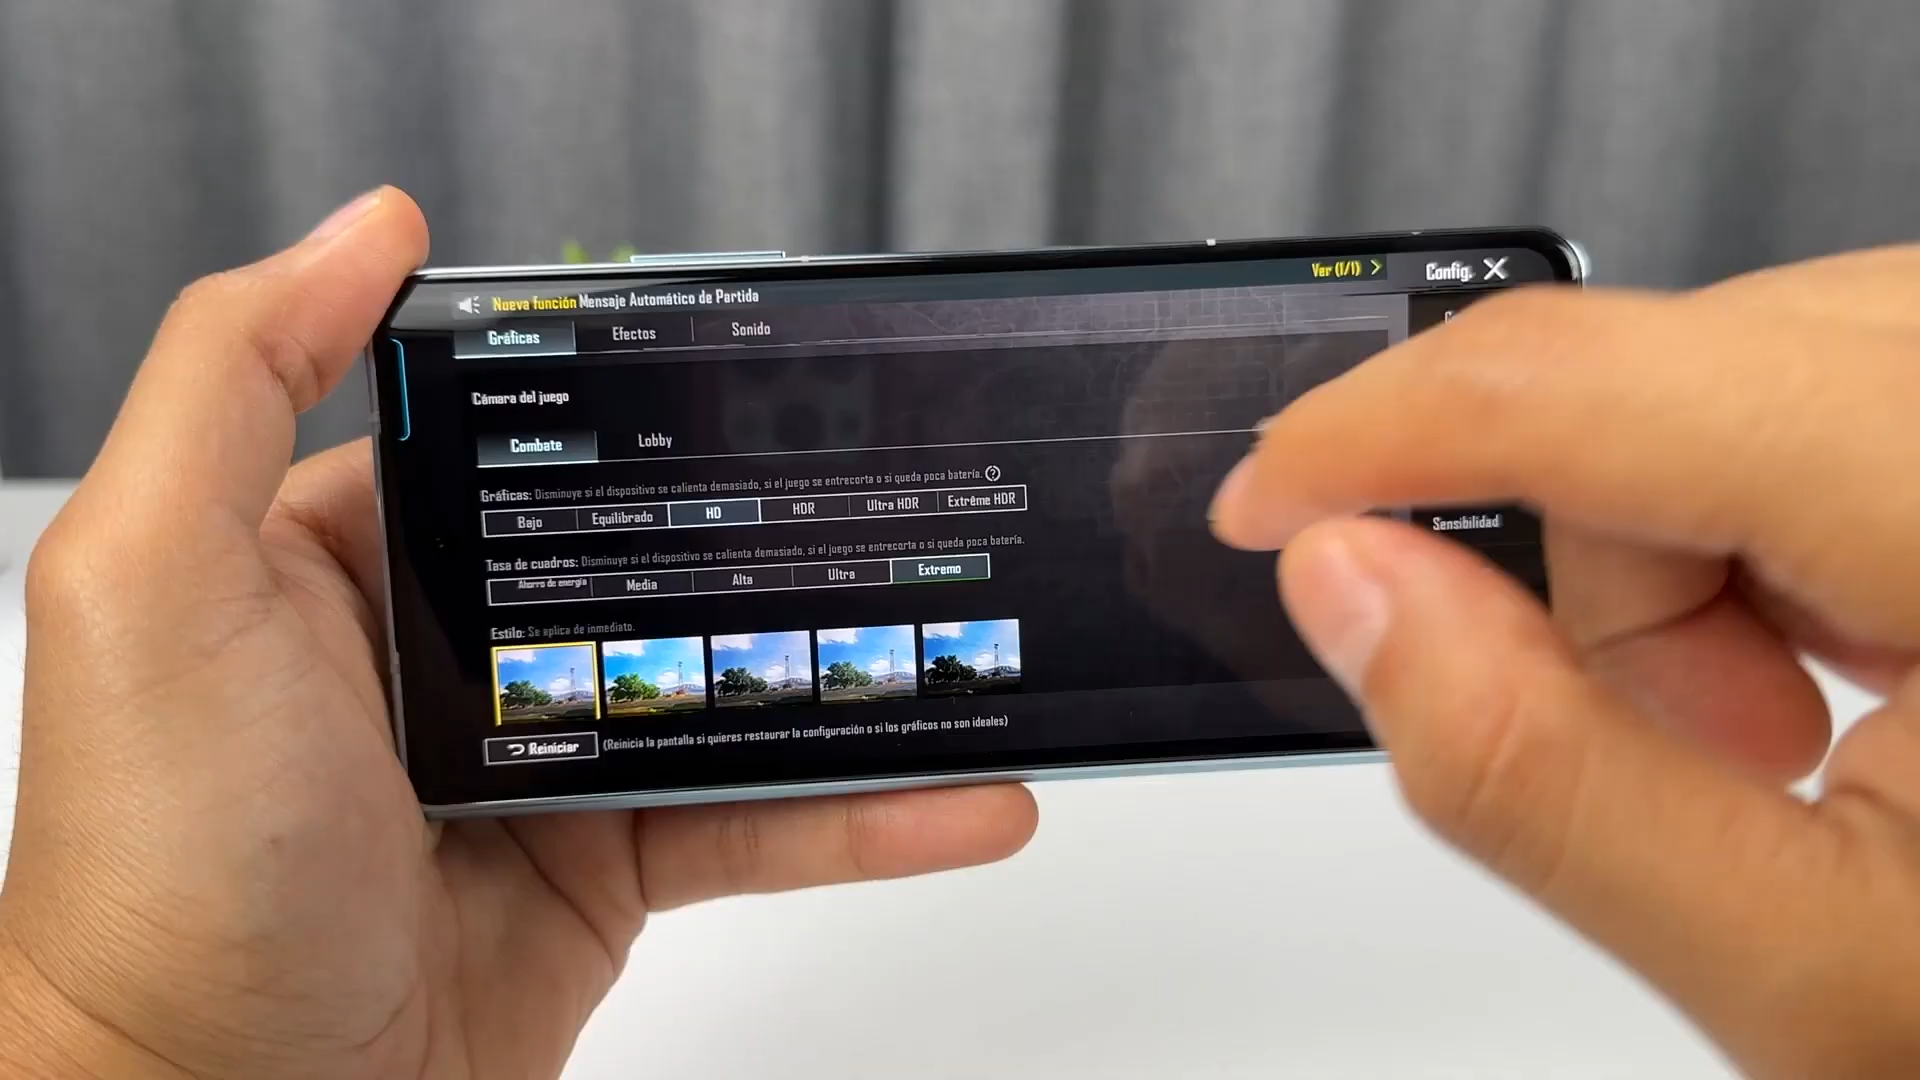 Nueva función Mensaje Automático de Partida
Ver (1/1) >
Config. X
Gráficas
Efectos
Sonido
Cámara del juego
Combate
Lobby
Gráficas: Disminuye si el dispositivo se calienta demasiado, si el juego se entrecorta o si queda poca batería. ?
Bajo
Equilibrado
HD
HDR
Ultra HDR
Extrême HDR
Sensibilidad
Tasa de cuadros: Disminuye si el dispositivo se calienta demasiado, si el juego se entrecorta o si queda poca batería.
Ahorro de energía
Media
Alta
Ultra
Extremo
Estilo: Se aplica de inmediato.
Reiniciar
(Reinicia la pantalla si quieres restaurar la configuración o si los gráficos no son ideales)